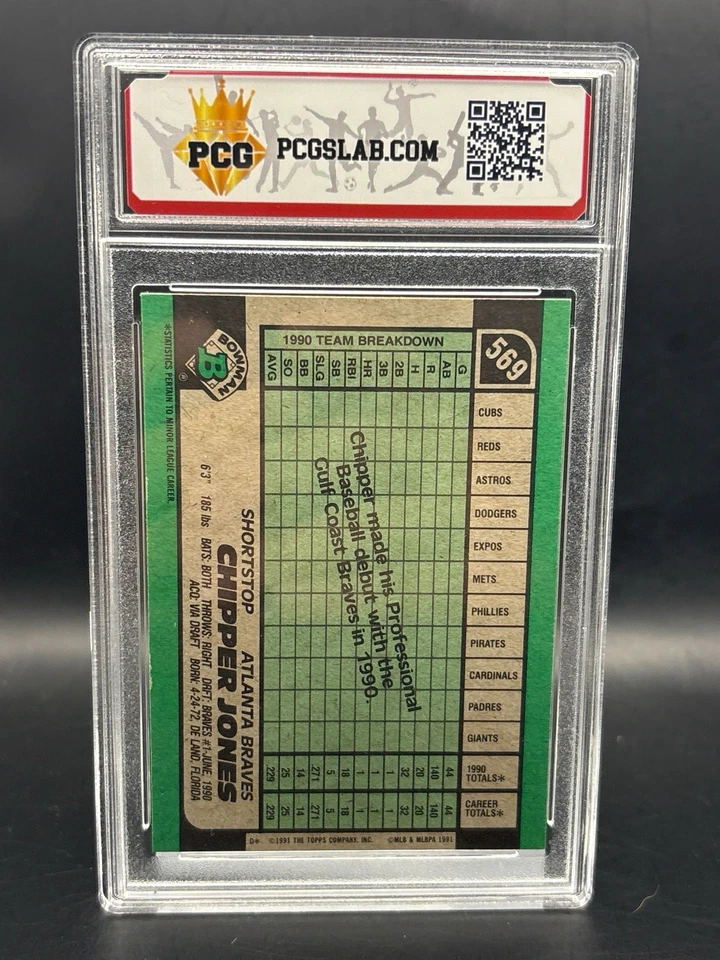 PCG
PCGSLAB.COM
569
1990 TEAM BREAKDOWN
G
AB
R
H
2B
3B
HR
RBI
SB
SLG
BB
SO
AVG
CUBS
REDS
ASTROS
DODGERS
EXPOS
METS
PHILLIES
PIRATES
CARDINALS
PADRES
GIANTS
1990 TOTALS* 44 140 20 32 1 1 1 18 5 .271 14 25 .229
CAREER TOTALS* 44 140 20 32 1 1 1 18 5 .271 14 25 .229
Chipper made his Professional
Baseball debut with the
Gulf Coast Braves in 1990.
SHORTSTOP ATLANTA BRAVES
CHIPPER JONES
6'3" 185 lbs BATS: BOTH THROWS: RIGHT DRFT: BRAVES #1-JUNE, 1990
ACQ: VIA DRAFT BORN: 4-24-72, DE LAND, FLORIDA
BOWMAN
B
®
*STATISTICS PERTAIN TO MINOR LEAGUE CAREER.
D* ©1991 THE TOPPS COMPANY, INC. ©MLB & MLBPA 1991